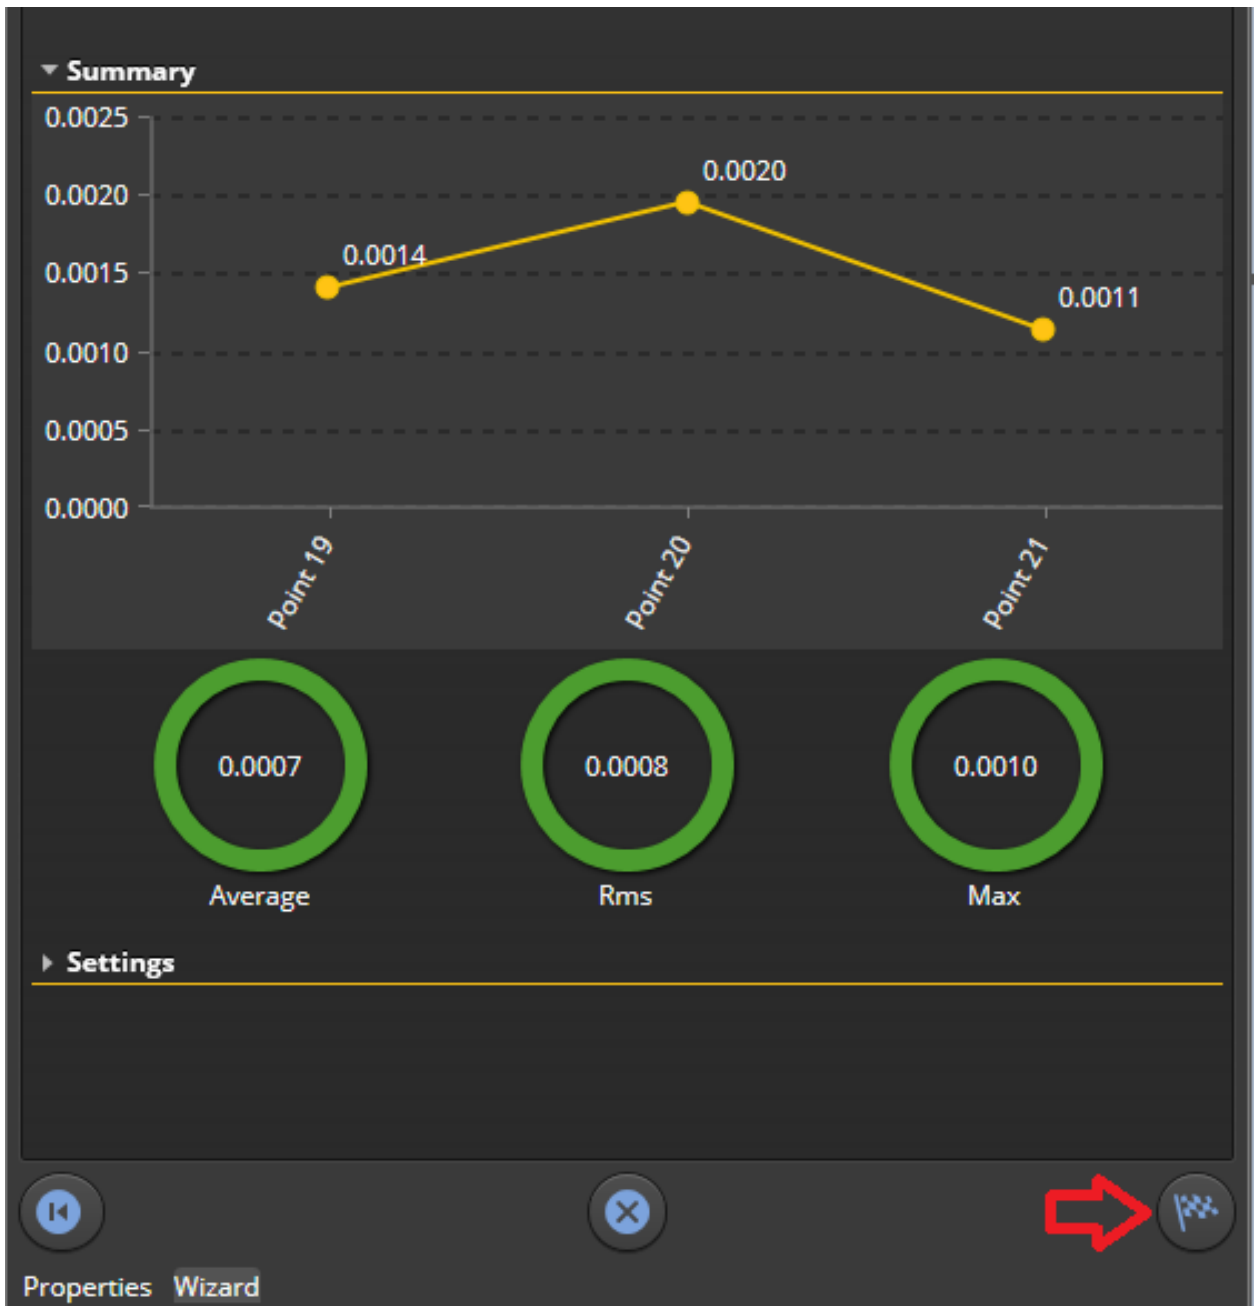 Summary
0.0025
0.0020
0.0020
0.0014
0.0015
0.0011
0.0010
0.0005
0.0000
Point 19 Point 20 Point 21
0.0007 0.0008 0.0010
Average Rms Max
Settings
Properties Wizard